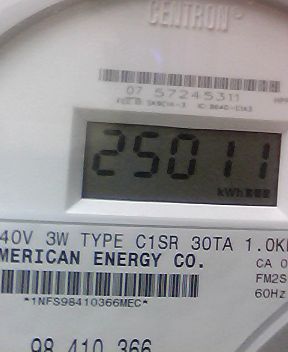 CENTRON®
07 57245311
25011
kWh
40V 3W TYPE C1SR 30TA 1.0K
MERICAN ENERGY CO.
CA 0
FM2S
60Hz
*1NFS98410366MEC*
98 410 366